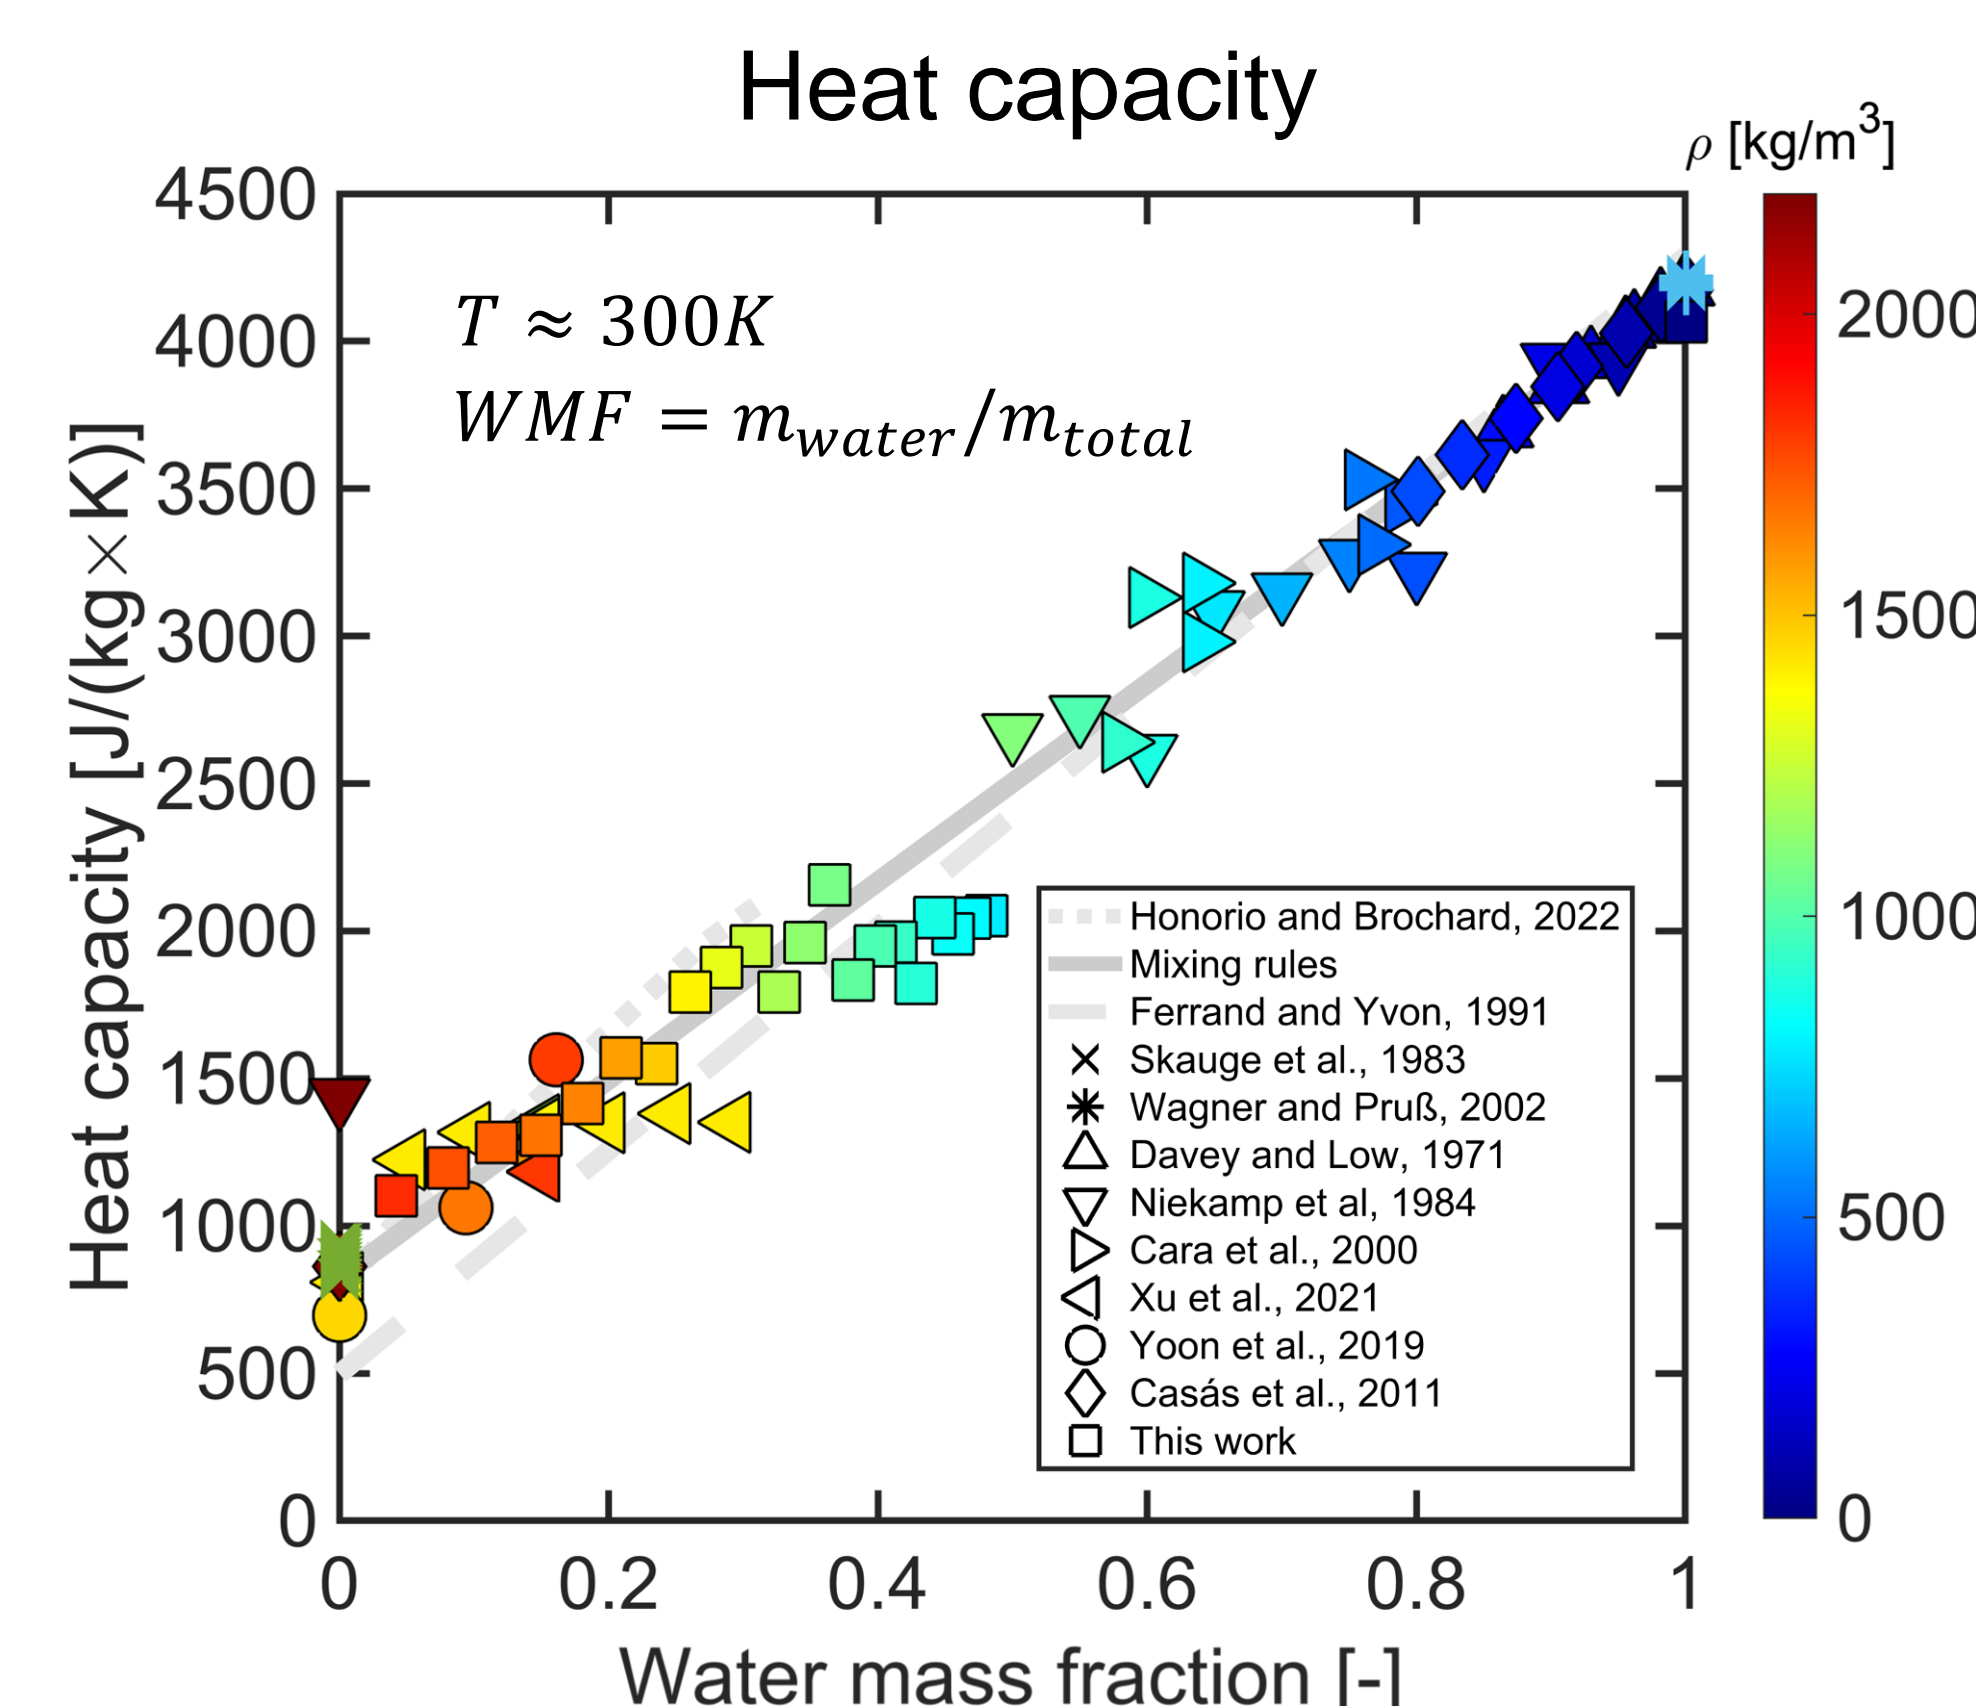 Heat capacity
ρ [kg/m³]
T ≈ 300K
WMF = m_water/m_total
Heat capacity [J/(kg×K)]
4500
4000
3500
3000
2500
2000
1500
1000
500
0
0 0.2 0.4 0.6 0.8 1
Water mass fraction [-]
2000
1500
1000
500
0
Honorio and Brochard, 2022
Mixing rules
Ferrand and Yvon, 1991
Skauge et al., 1983
Wagner and Pruß, 2002
Davey and Low, 1971
Niekamp et al, 1984
Cara et al., 2000
Xu et al., 2021
Yoon et al., 2019
Casás et al., 2011
This work